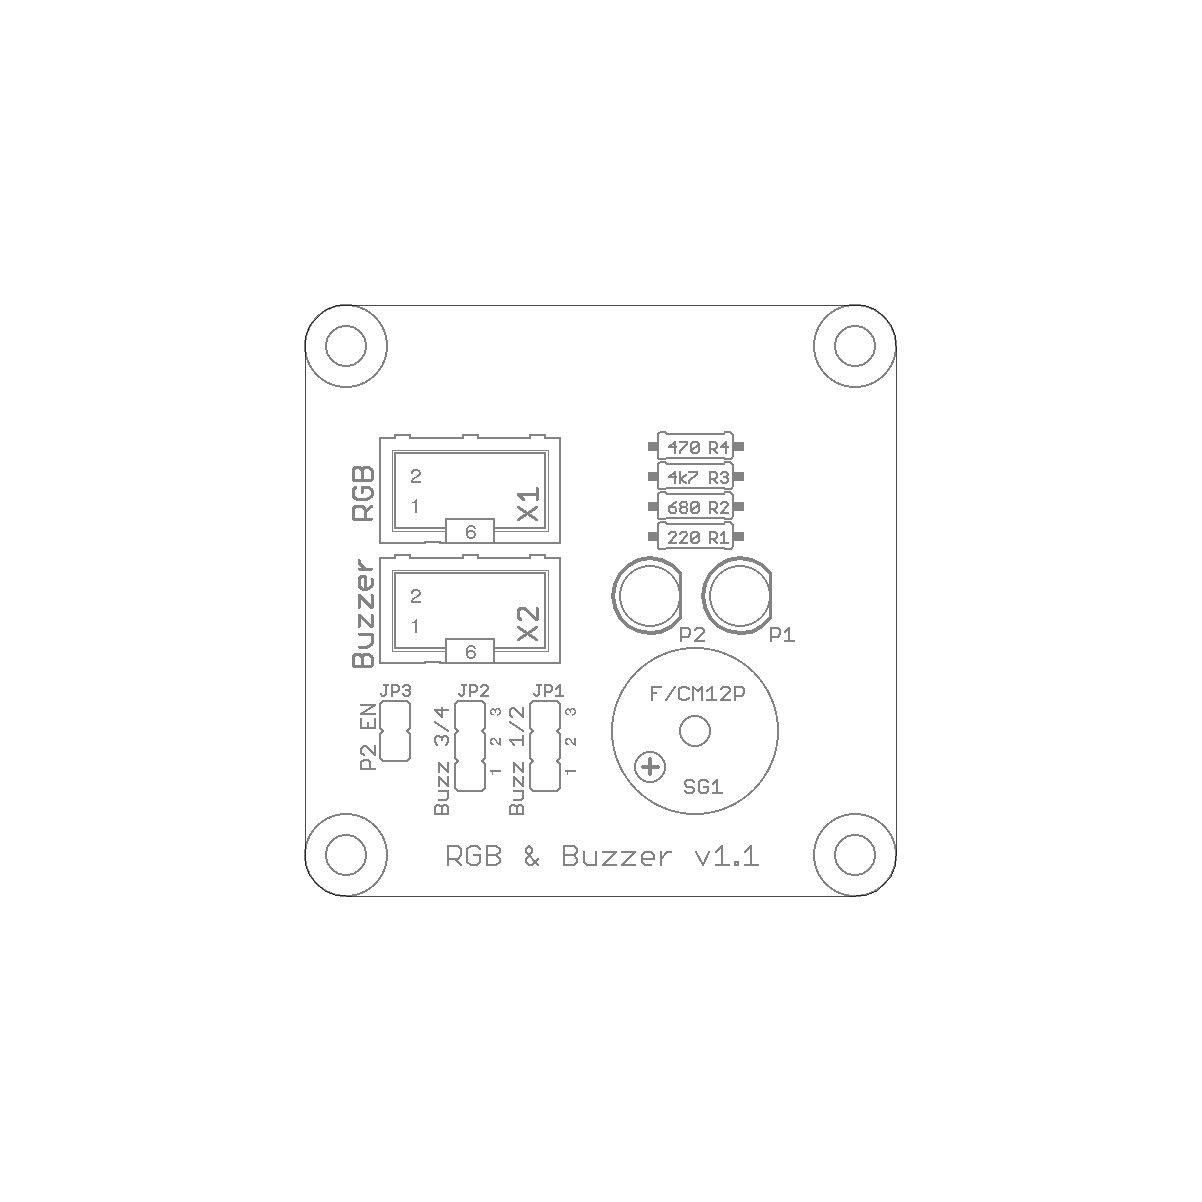 470 R4
RGB
2
4k7 R3
1
X1
680 R2
6
220 R1
Buzzer
2
1
X2
P2
P1
6
JP3
JP2
JP1
F/CM12P
P2 EN
Buzz 3/4
3
2
1
Buzz 1/2
3
2
1
+
SG1
RGB & Buzzer v1.1